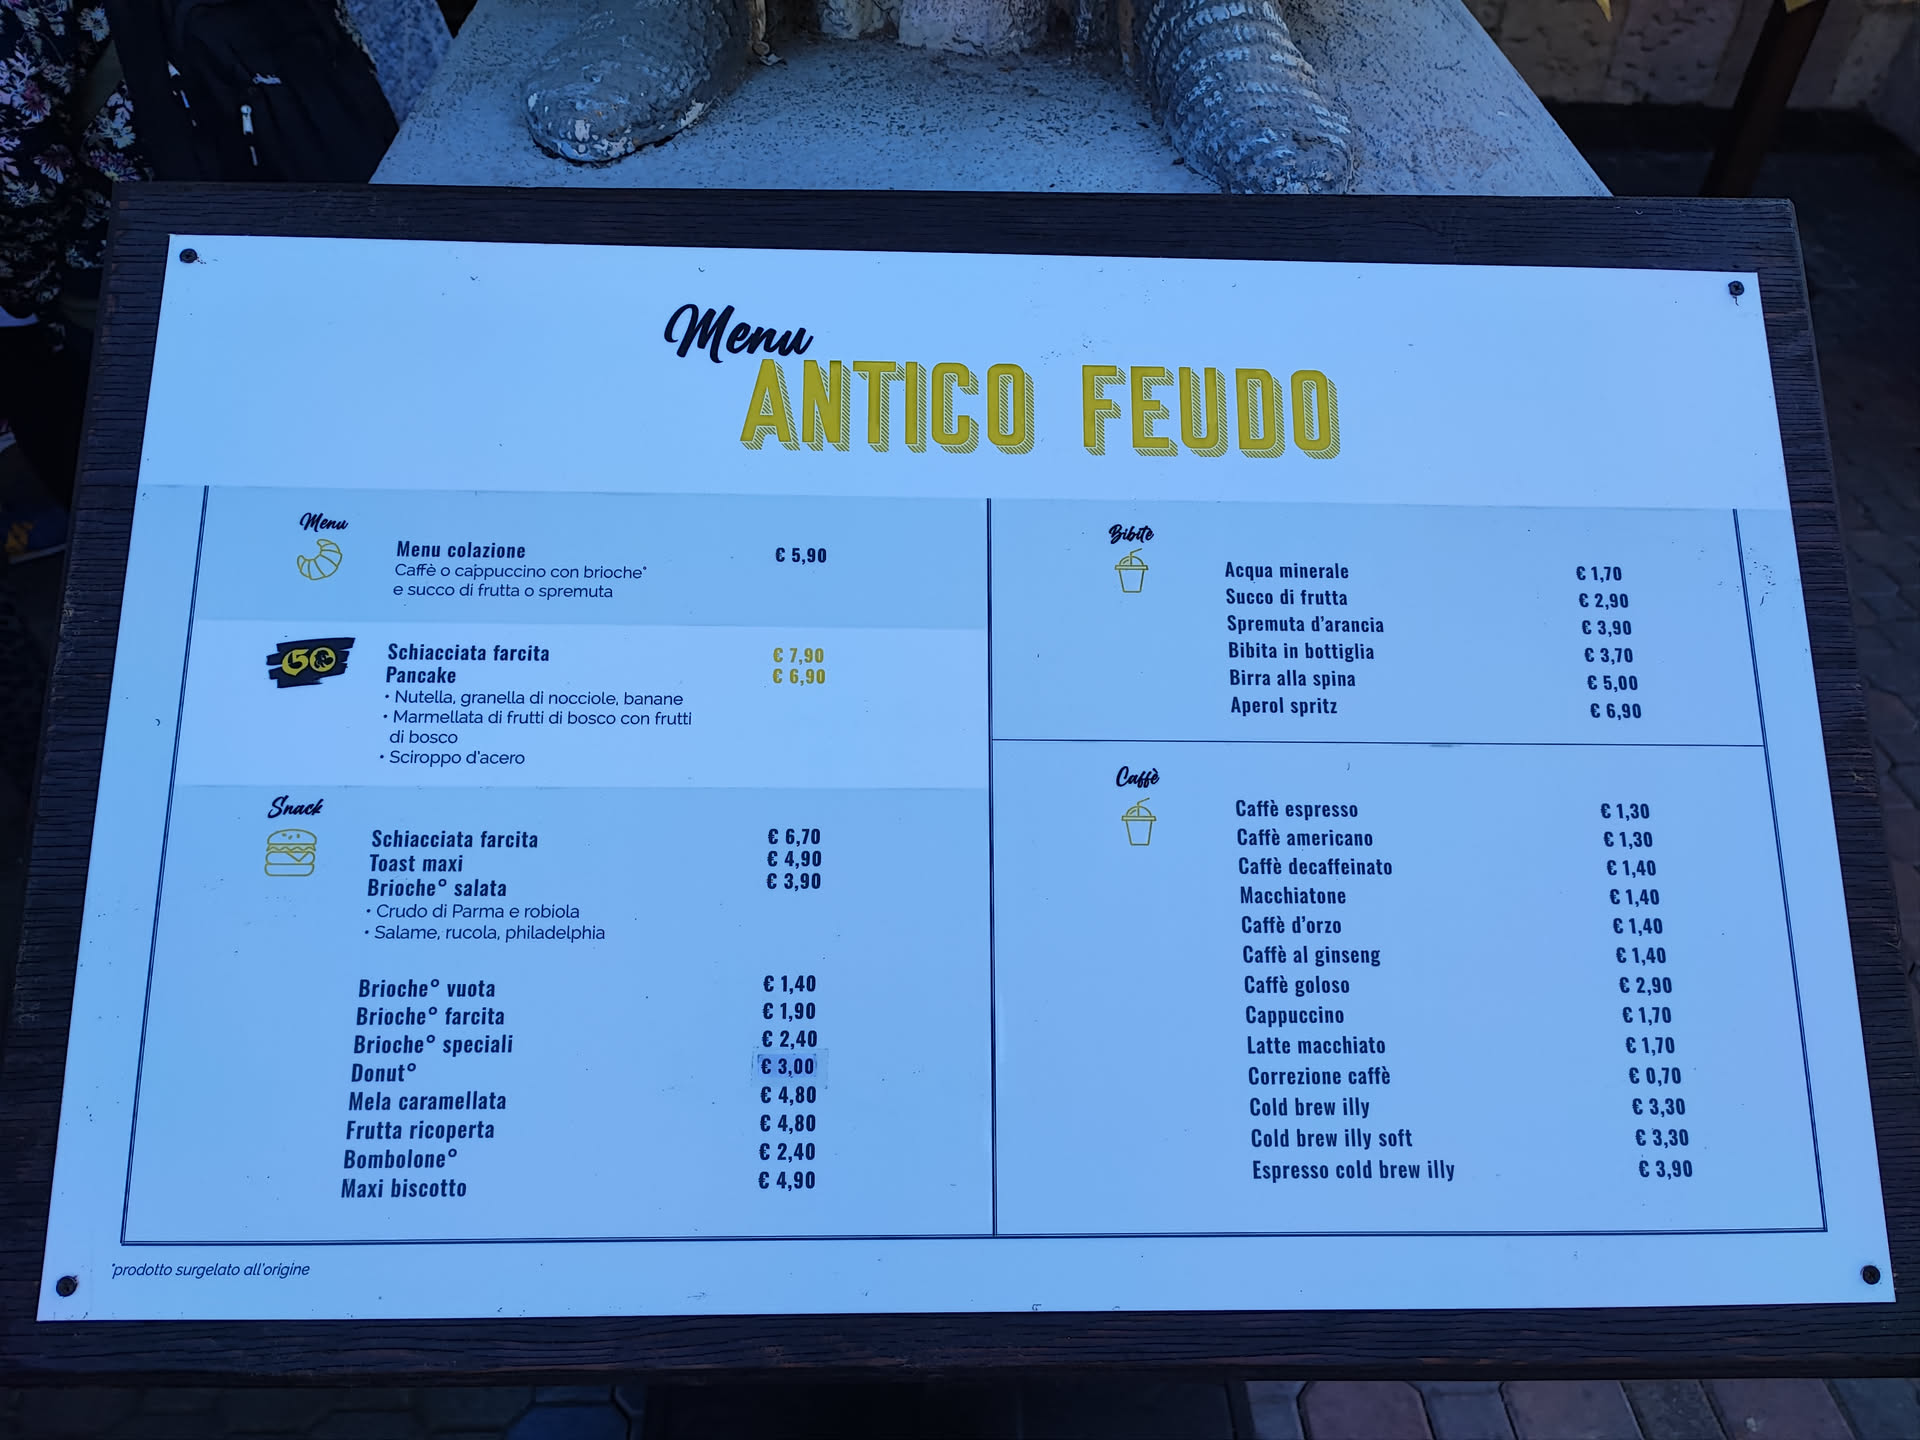 Menu
ANTICO FEUDO
Menu
Menu colazione € 5,90
Caffè o cappuccino con brioche°
e succo di frutta o spremuta
50
Schiacciata farcita € 7,90
Pancake € 6,90
• Nutella, granella di nocciole, banane
• Marmellata di frutti di bosco con frutti
di bosco
• Sciroppo d'acero
Snack
Schiacciata farcita € 6,70
Toast maxi € 4,90
Brioche° salata € 3,90
• Crudo di Parma e robiola
• Salame, rucola, philadelphia
Brioche° vuota € 1,40
Brioche° farcita € 1,90
Brioche° speciali € 2,40
Donut° € 3,00
Mela caramellata € 4,80
Frutta ricoperta € 4,80
Bombolone° € 2,40
Maxi biscotto € 4,90
Bibite
Acqua minerale € 1,70
Succo di frutta € 2,90
Spremuta d'arancia € 3,90
Bibita in bottiglia € 3,70
Birra alla spina € 5,00
Aperol spritz € 6,90
Caffè
Caffè espresso € 1,30
Caffè americano € 1,30
Caffè decaffeinato € 1,40
Macchiatone € 1,40
Caffè d'orzo € 1,40
Caffè al ginseng € 1,40
Caffè goloso € 2,90
Cappuccino € 1,70
Latte macchiato € 1,70
Correzione caffè € 0,70
Cold brew illy € 3,30
Cold brew illy soft € 3,30
Espresso cold brew illy € 3,90
°prodotto surgelato all'origine